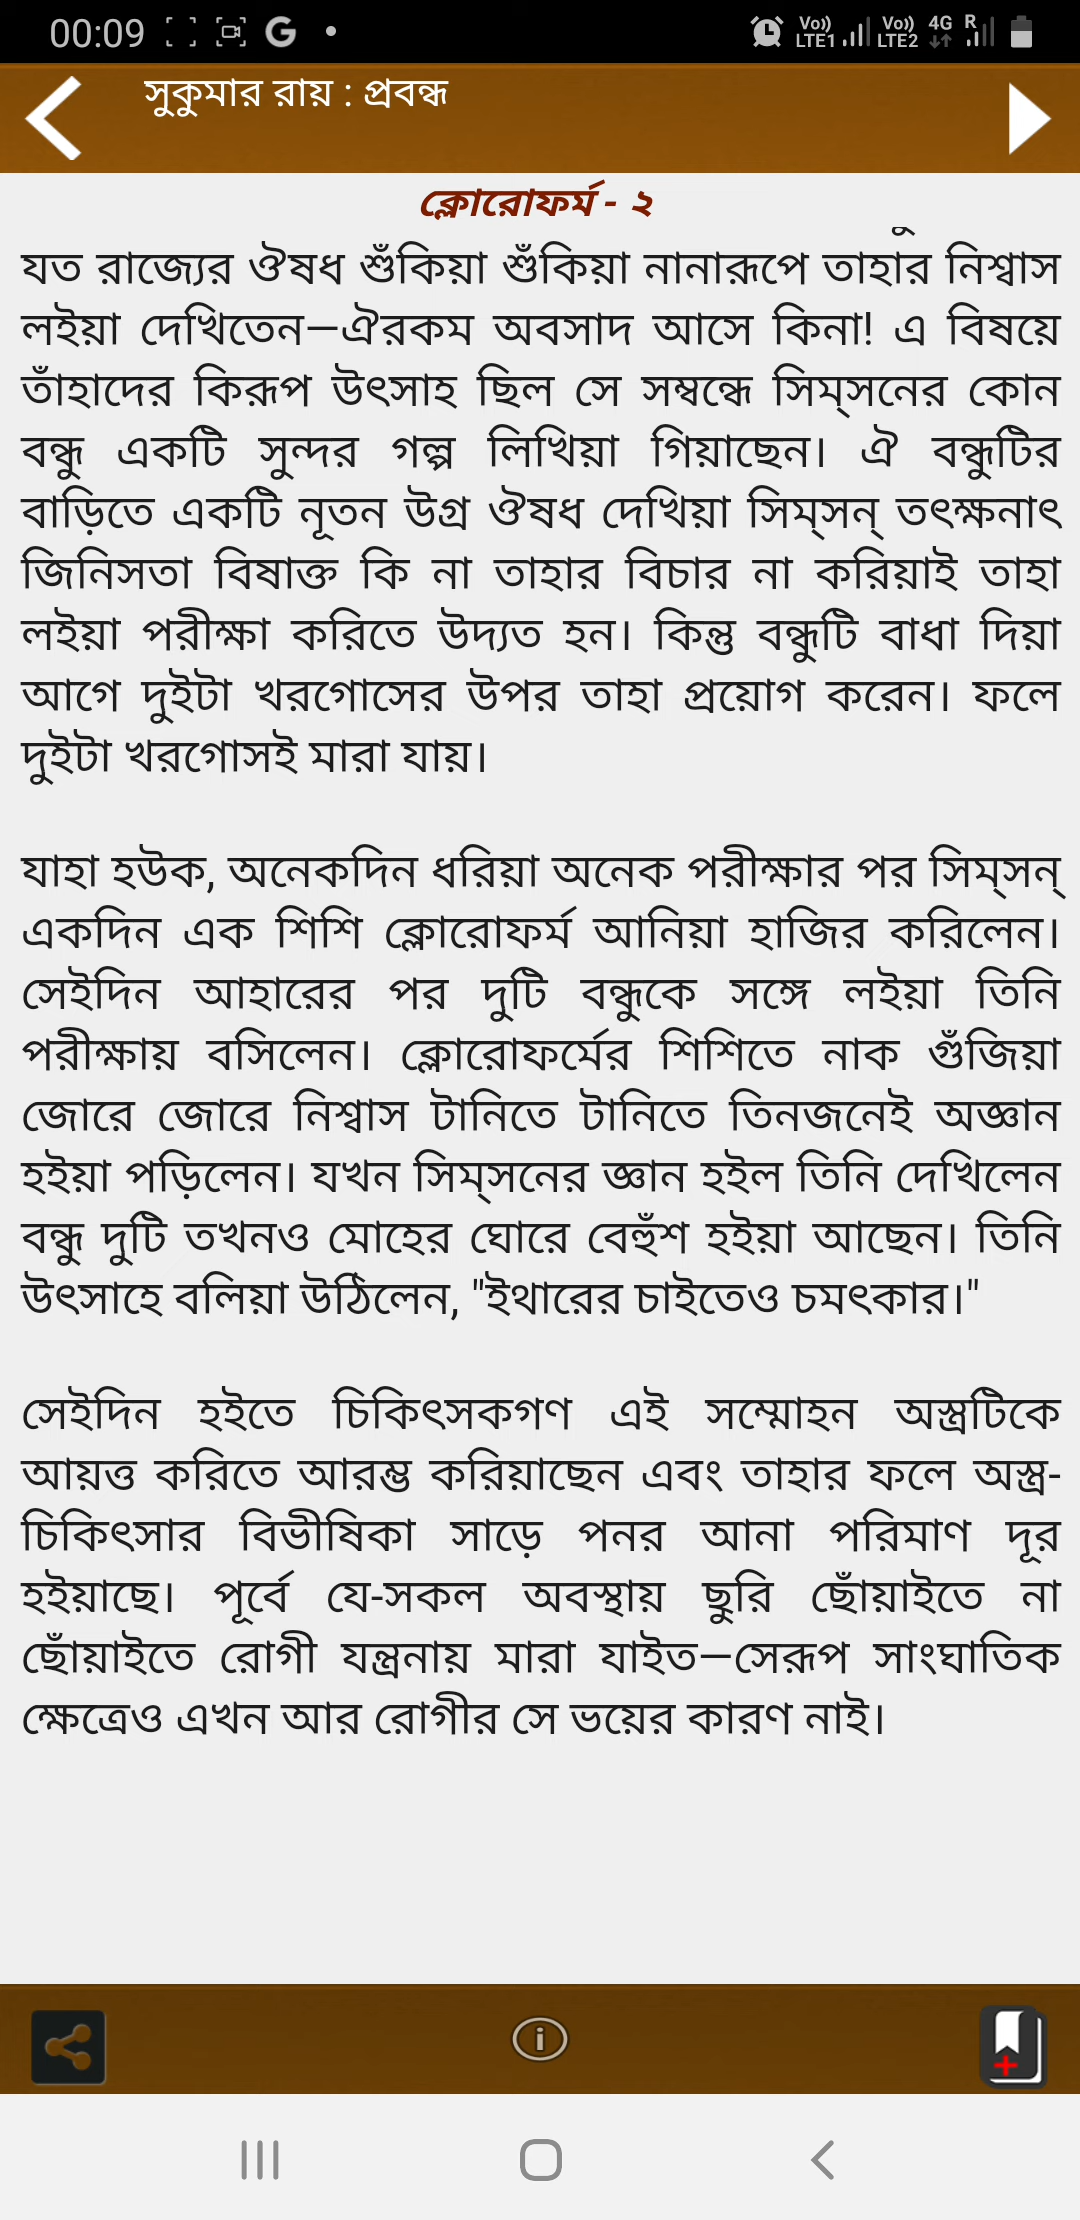 00:09 G Vo)) LTE1 Vo)) LTE2 4G R
সুকুমার রায় : প্রবন্ধ
ক্লোরোফর্ম - ২
যত রাজ্যের ঔষধ শুঁকিয়া শুঁকিয়া নানারূপে তাহার নিশ্বাস
লইয়া দেখিতেন—ঐরকম অবসাদ আসে কিনা! এ বিষয়ে
তাঁহাদের কিরূপ উৎসাহ ছিল সে সম্বন্ধে সিম্‌সনের কোন
বন্ধু একটি সুন্দর গল্প লিখিয়া গিয়াছেন। ঐ বন্ধুটির
বাড়িতে একটি নূতন উগ্র ঔষধ দেখিয়া সিম্‌সন্ তৎক্ষনাৎ
জিনিসতা বিষাক্ত কি না তাহার বিচার না করিয়াই তাহা
লইয়া পরীক্ষা করিতে উদ্যত হন। কিন্তু বন্ধুটি বাধা দিয়া
আগে দুইটা খরগোসের উপর তাহা প্রয়োগ করেন। ফলে
দুইটা খরগোসই মারা যায়।
যাহা হউক, অনেকদিন ধরিয়া অনেক পরীক্ষার পর সিম্‌সন্
একদিন এক শিশি ক্লোরোফর্ম আনিয়া হাজির করিলেন।
সেইদিন আহারের পর দুটি বন্ধুকে সঙ্গে লইয়া তিনি
পরীক্ষায় বসিলেন। ক্লোরোফর্মের শিশিতে নাক গুঁজিয়া
জোরে জোরে নিশ্বাস টানিতে টানিতে তিনজনেই অজ্ঞান
হইয়া পড়িলেন। যখন সিম্‌সনের জ্ঞান হইল তিনি দেখিলেন
বন্ধু দুটি তখনও মোহের ঘোরে বেহুঁশ হইয়া আছেন। তিনি
উৎসাহে বলিয়া উঠিলেন, "ইথারের চাইতেও চমৎকার।"
সেইদিন হইতে চিকিৎসকগণ এই সম্মোহন অস্ত্রটিকে
আয়ত্ত করিতে আরম্ভ করিয়াছেন এবং তাহার ফলে অস্ত্র-
চিকিৎসার বিভীষিকা সাড়ে পনর আনা পরিমাণ দূর
হইয়াছে। পূর্বে যে-সকল অবস্থায় ছুরি ছোঁয়াইতে না
ছোঁয়াইতে রোগী যন্ত্রনায় মারা যাইত—সেরূপ সাংঘাতিক
ক্ষেত্রেও এখন আর রোগীর সে ভয়ের কারণ নাই।